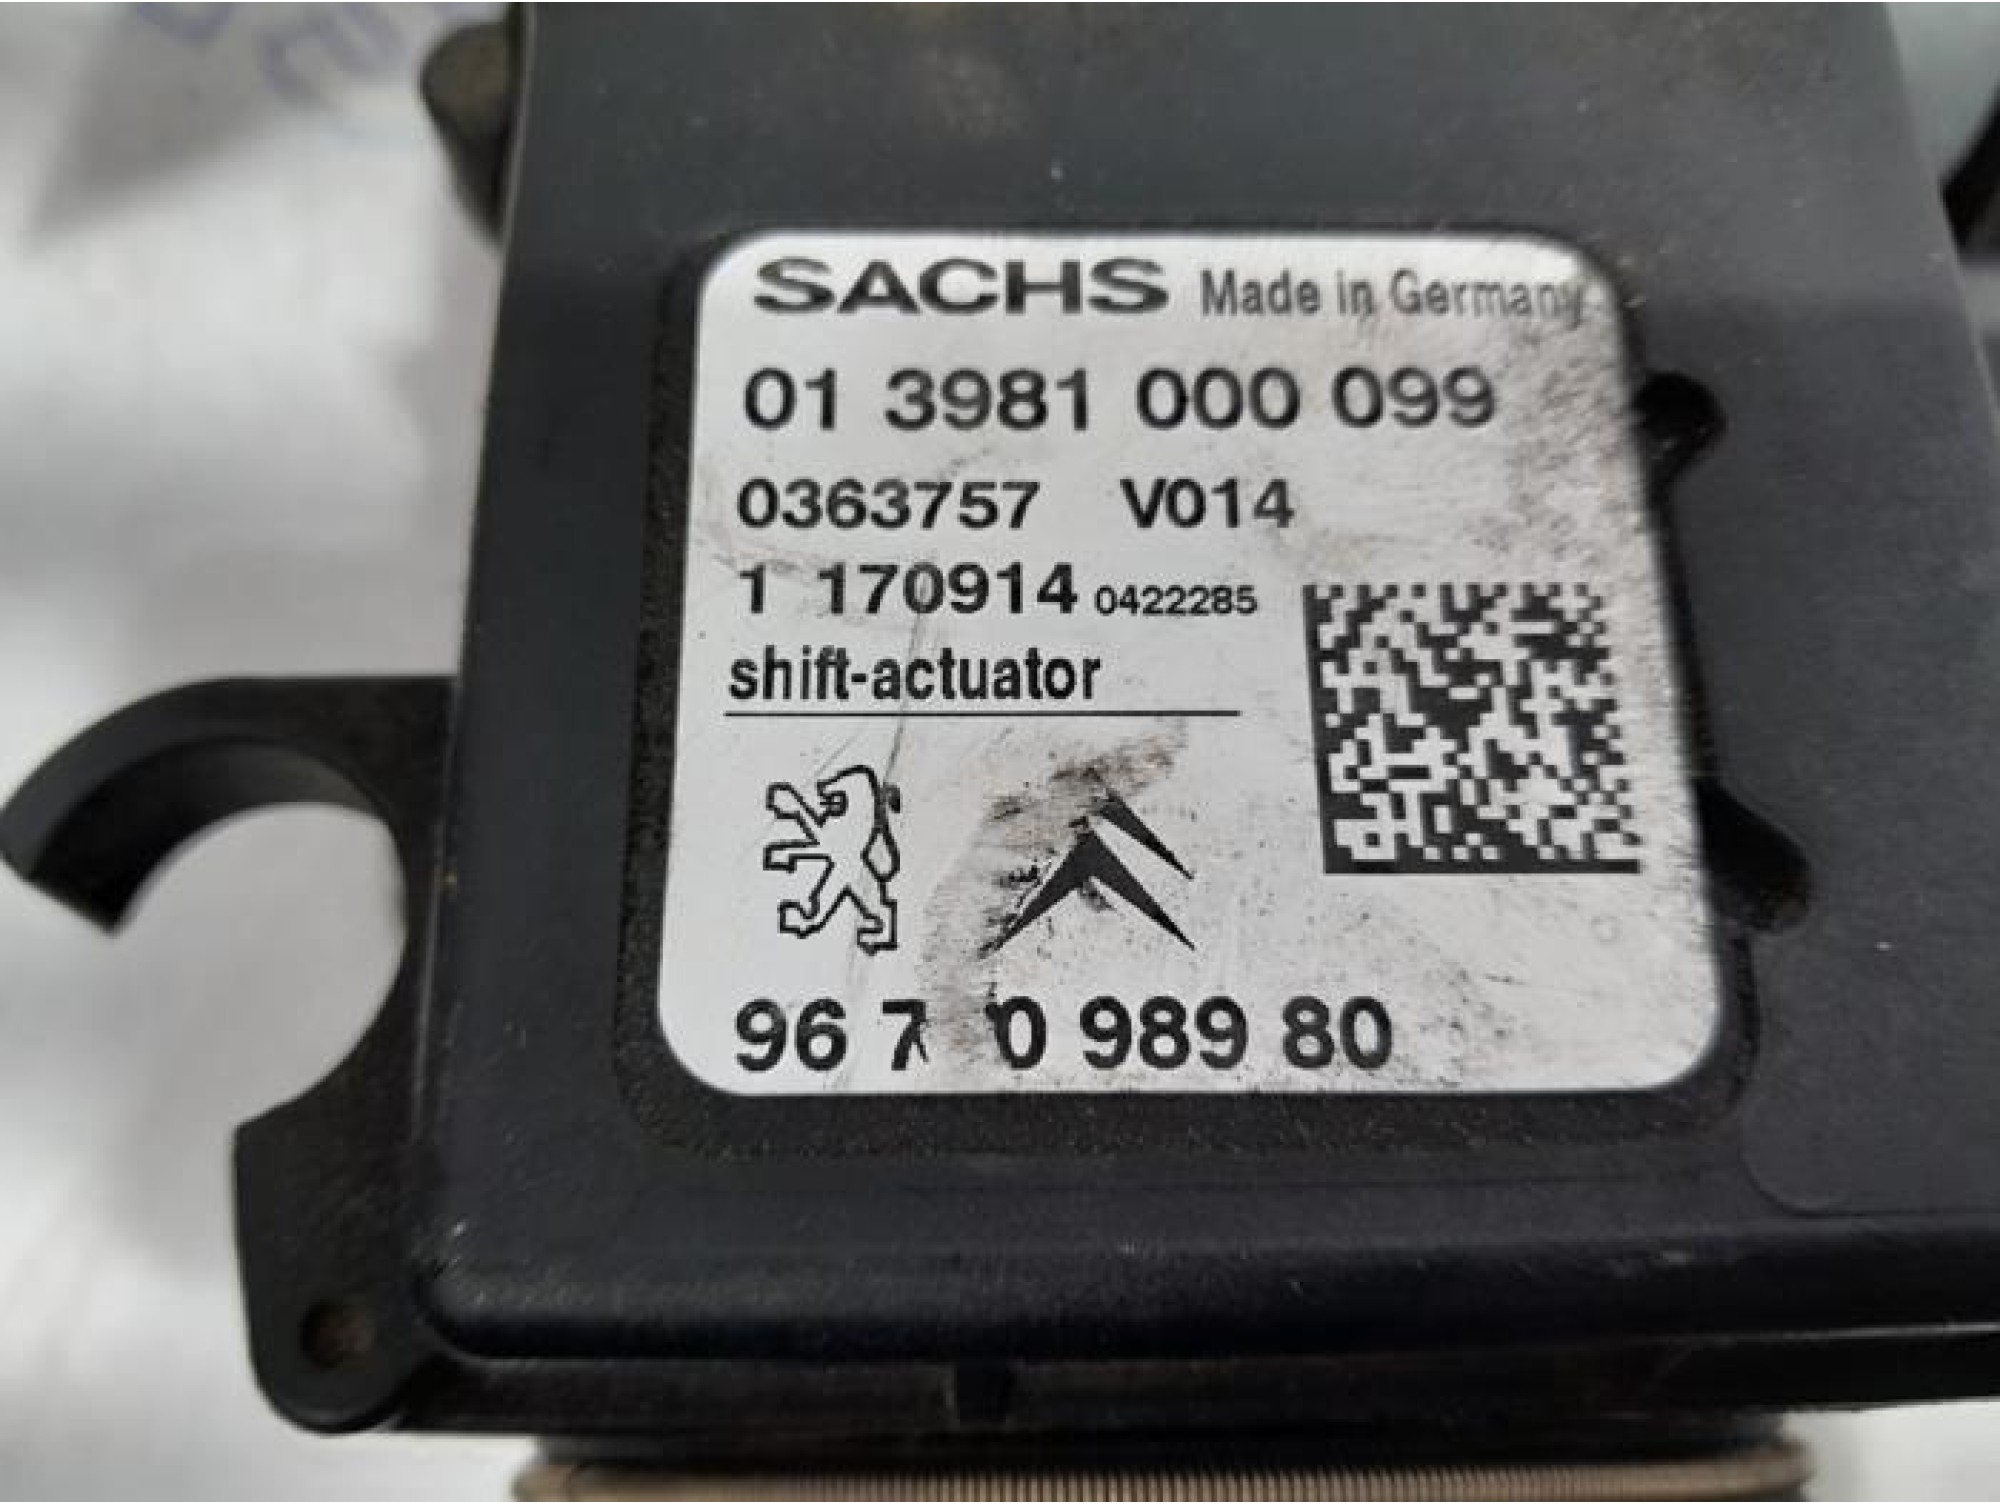 SACHS Made in Germany
01 3981 000 099
0363757 V014
1 170914 0422285
shift-actuator
96 7 0 989 80